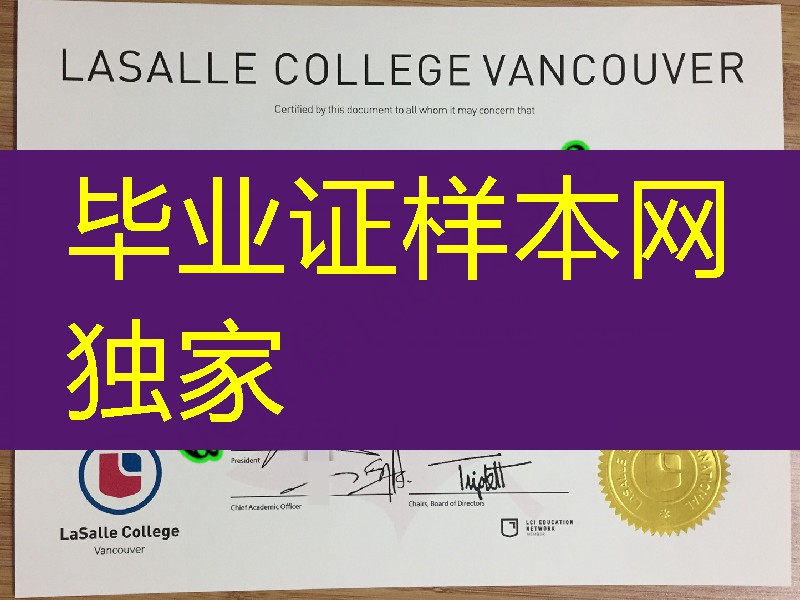 LASALLE COLLEGE VANCOUVER
Certified by this document to all whom it may concern that
毕业证样本网
独家
President
Chief Academic Officer
Chairs, Board of Directors
LaSalle College
Vancouver
LCI EDUCATION
NETWORK
MEMBER